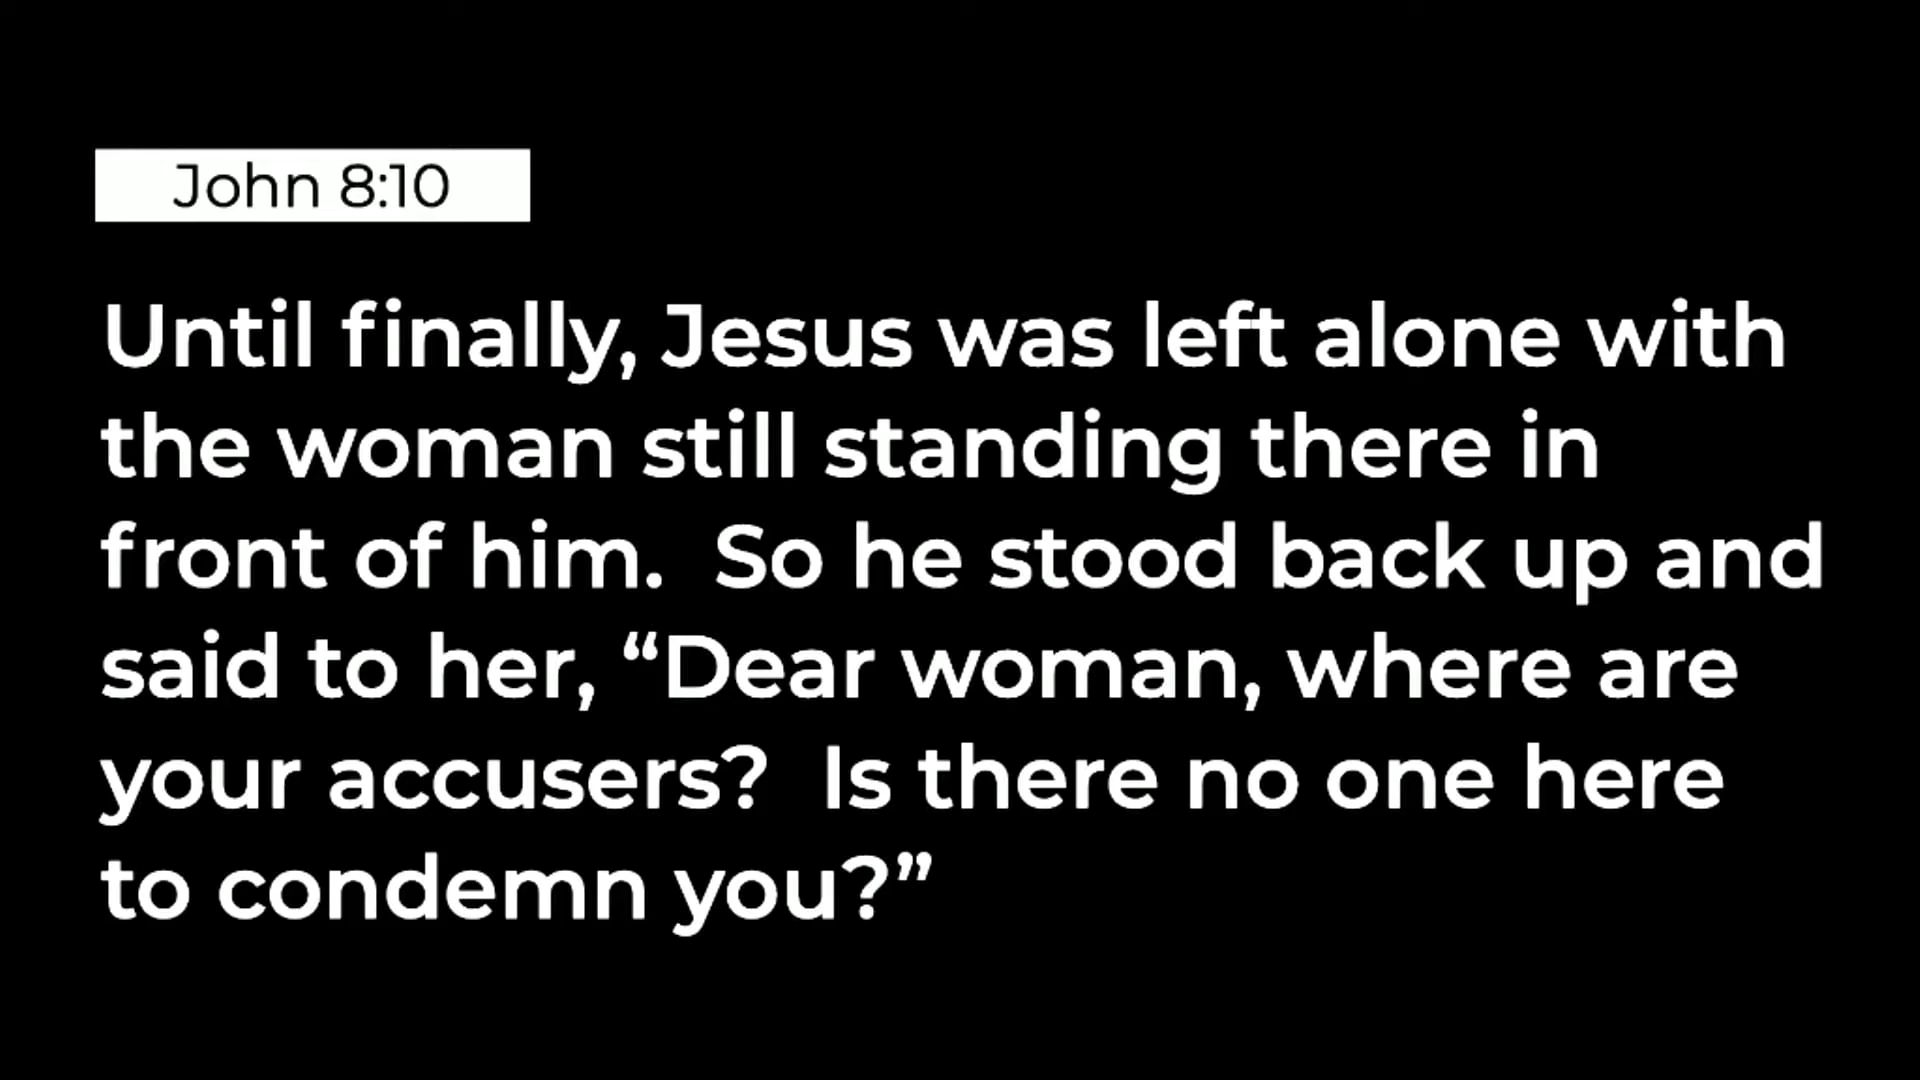 John 8:10
Until finally, Jesus was left alone with
the woman still standing there in
front of him.  So he stood back up and
said to her, “Dear woman, where are
your accusers?  Is there no one here
to condemn you?”